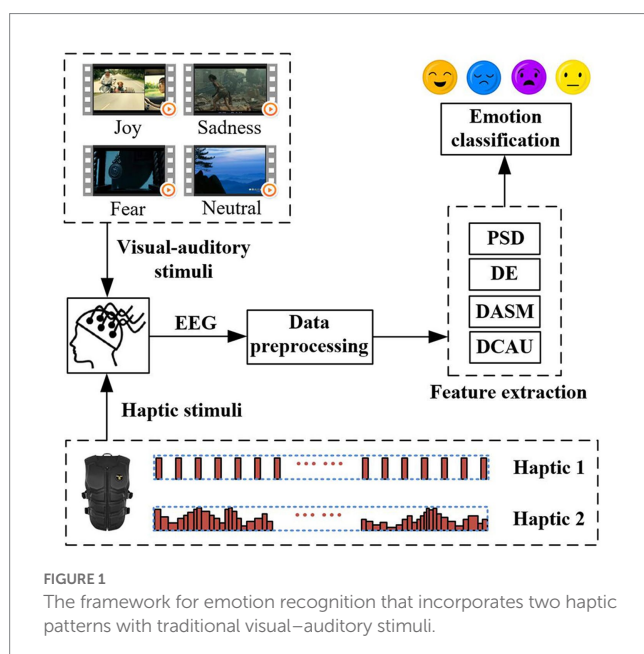 Joy
Sadness
Fear
Neutral
Visual-auditory
stimuli
EEG
Data
preprocessing
Emotion
classification
PSD
DE
DASM
DCAU
Feature extraction
Haptic stimuli
Haptic 1
Haptic 2
FIGURE 1
The framework for emotion recognition that incorporates two haptic
patterns with traditional visual–auditory stimuli.